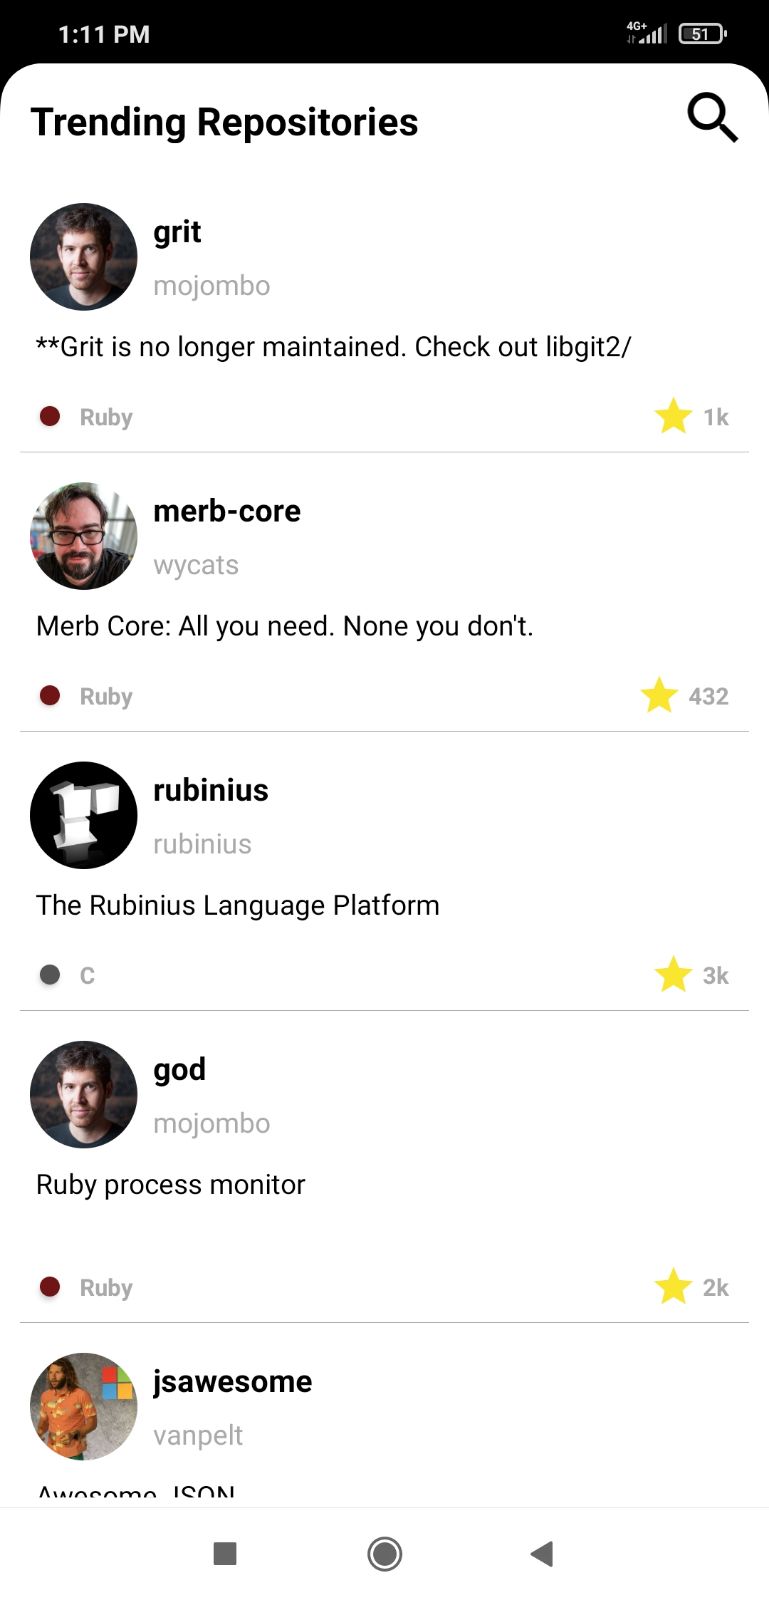 1:11 PM
4G+
51
Trending Repositories
grit
mojombo
**Grit is no longer maintained. Check out libgit2/
Ruby
1k
merb-core
wycats
Merb Core: All you need. None you don't.
Ruby
432
rubinius
rubinius
The Rubinius Language Platform
C
3k
god
mojombo
Ruby process monitor
Ruby
2k
jsawesome
vanpelt
Awesome JSON